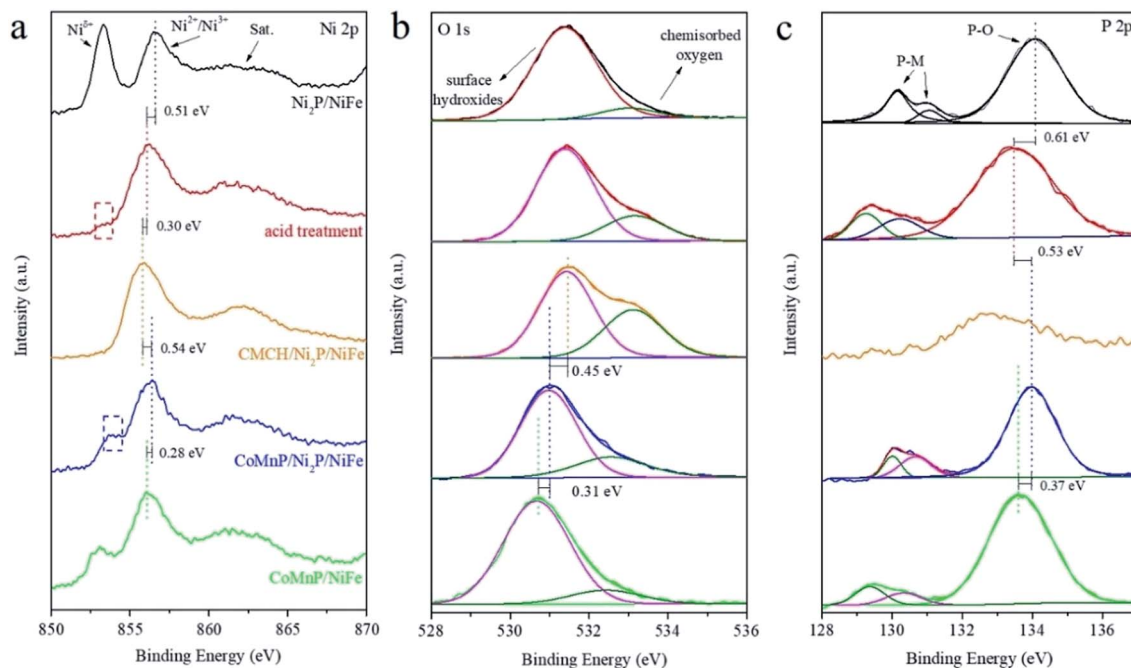 a
Ni 2p
Niᵟ⁺
Ni²⁺/Ni³⁺
Sat.
Ni₂P/NiFe
0.51 eV
acid treatment
0.30 eV
CMCH/Ni₂P/NiFe
0.54 eV
CoMnP/Ni₂P/NiFe
0.28 eV
CoMnP/NiFe
Intensity (a.u.)
850 855 860 865 870
Binding Energy (eV)
b
O 1s
surface
hydroxides
chemisorbed
oxygen
0.45 eV
0.31 eV
Intensity (a.u.)
528 530 532 534 536
Binding Energy (eV)
c
P 2p
P-O
P-M
0.61 eV
0.53 eV
0.37 eV
Intensity (a.u.)
128 130 132 134 136
Binding Energy (eV)